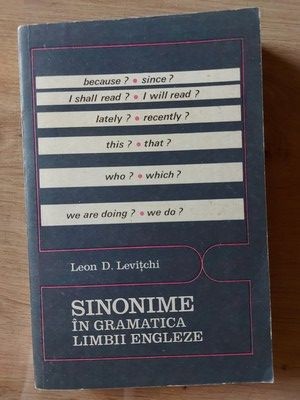 because ? • since ?
I shall read ? • I will read ?
lately ? • recently ?
this ? • that ?
who ? • which ?
we are doing ? • we do ?
Leon D. Levițchi
SINONIME
ÎN GRAMATICA
LIMBII ENGLEZE